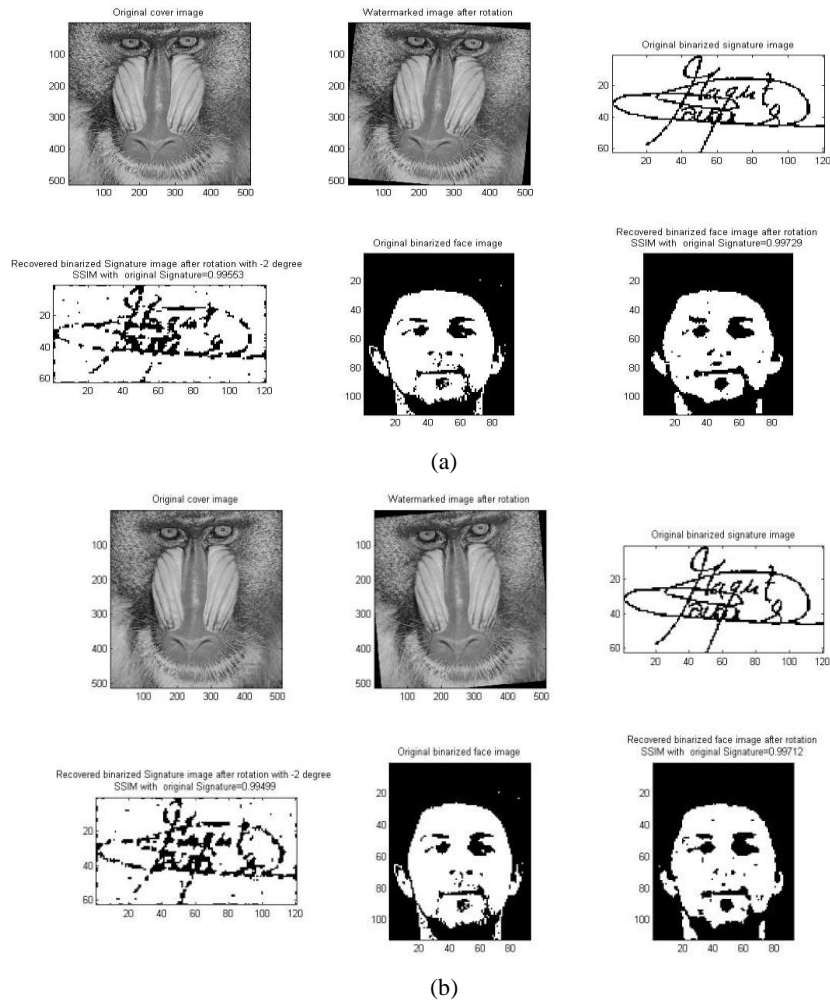 Original cover image
Watermarked image after rotation
Original binarized signature image
0
100
200
300
400
500
100 200 300 400 500
0
100
200
300
400
500
100 200 300 400 500
20
40
60
20 40 60 80 100 120
Recovered binarized Signature image after rotation with -2 degree
SSIM with original Signature=0.99553
Original binarized face image
Recovered binarized face image after rotation
SSIM with original Signature=0.99729
20
40
60
20 40 60 80 100 120
20
40
60
80
100
20 40 60 80
20
40
60
80
100
20 40 60 80
(a)
Original cover image
Watermarked image after rotation
Original binarized signature image
0
100
200
300
400
500
100 200 300 400 500
0
100
200
300
400
500
100 200 300 400 500
20
40
60
20 40 60 80 100 120
Recovered binarized Signature image after rotation with -2 degree
SSIM with original Signature=0.99499
Original binarized face image
Recovered binarized face image after rotation
SSIM with original Signature=0.99712
20
40
60
20 40 60 80 100 120
20
40
60
80
100
20 40 60 80
20
40
60
80
100
20 40 60 80
(b)